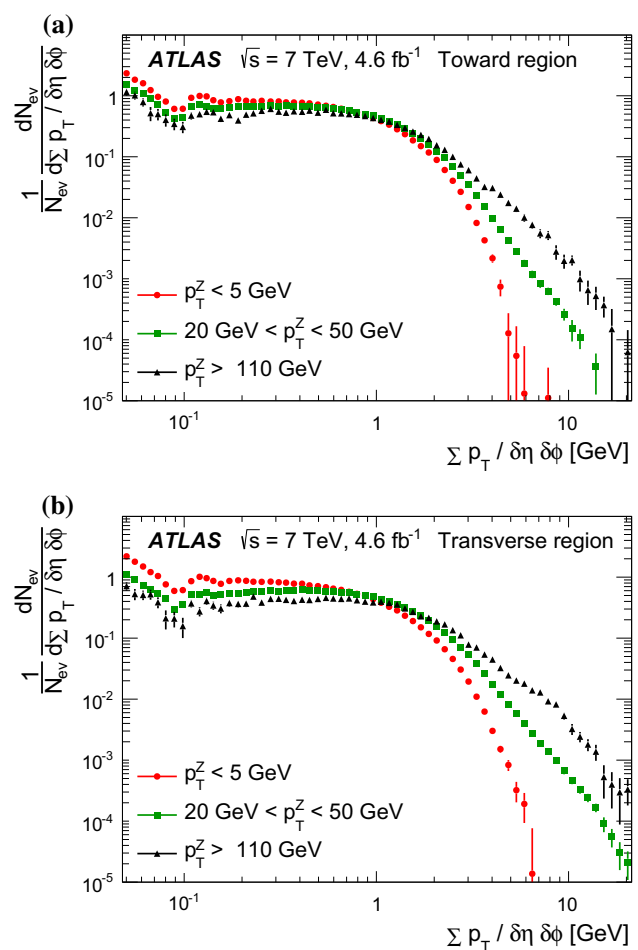 (a)
ATLAS √s = 7 TeV, 4.6 fb⁻¹ Toward region
1/N_ev dN_ev/d∑ p_T / δη δφ
1
10⁻¹
10⁻²
10⁻³
10⁻⁴
10⁻⁵
p_T^Z < 5 GeV
20 GeV < p_T^Z < 50 GeV
p_T^Z > 110 GeV
10⁻¹ 1 10
∑ p_T / δη δφ [GeV]
(b)
ATLAS √s = 7 TeV, 4.6 fb⁻¹ Transverse region
1/N_ev dN_ev/d∑ p_T / δη δφ
1
10⁻¹
10⁻²
10⁻³
10⁻⁴
10⁻⁵
p_T^Z < 5 GeV
20 GeV < p_T^Z < 50 GeV
p_T^Z > 110 GeV
10⁻¹ 1 10
∑ p_T / δη δφ [GeV]